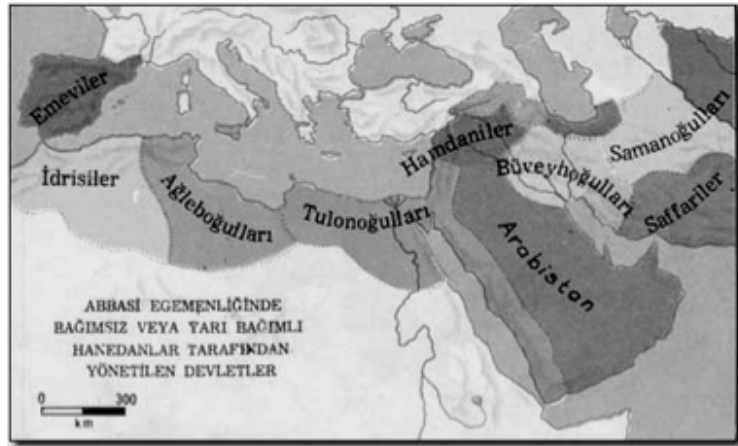 Emeviler
İdrisiler
Ağleboğulları
Tulonoğulları
Hamdaniler
Büveyhoğulları
Samanoğulları
Saffariler
Arabistan
ABBASİ EGEMENLİĞİNDE
BAĞIMSIZ VEYA YARI BAĞIMLI
HANEDANLAR TARAFINDAN
YÖNETİLEN DEVLETLER
0 300
km